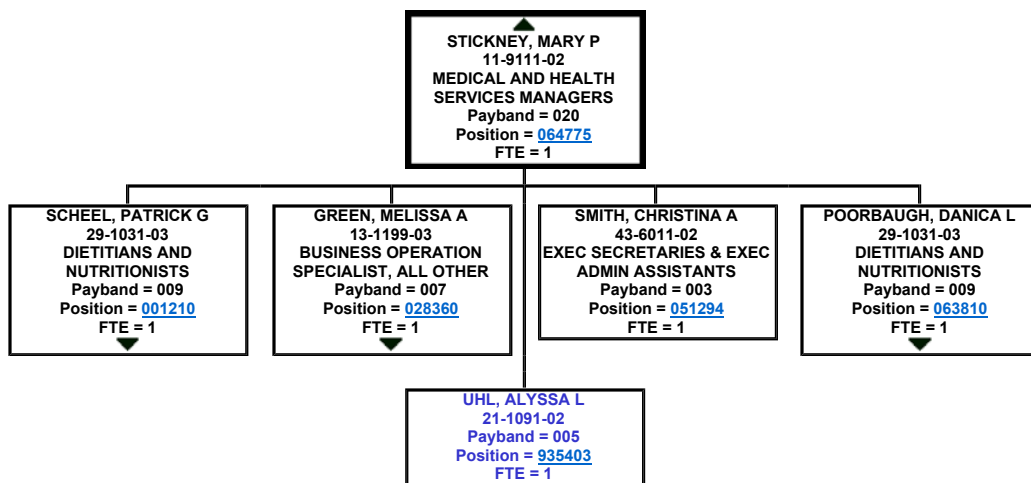 STICKNEY, MARY P
11-9111-02
MEDICAL AND HEALTH
SERVICES MANAGERS
Payband = 020
Position = 064775
FTE = 1
SCHEEL, PATRICK G
29-1031-03
DIETITIANS AND
NUTRITIONISTS
Payband = 009
Position = 001210
FTE = 1
GREEN, MELISSA A
13-1199-03
BUSINESS OPERATION
SPECIALIST, ALL OTHER
Payband = 007
Position = 028360
FTE = 1
SMITH, CHRISTINA A
43-6011-02
EXEC SECRETARIES & EXEC
ADMIN ASSISTANTS
Payband = 003
Position = 051294
FTE = 1
POORBAUGH, DANICA L
29-1031-03
DIETITIANS AND
NUTRITIONISTS
Payband = 009
Position = 063810
FTE = 1
UHL, ALYSSA L
21-1091-02
Payband = 005
Position = 935403
FTE = 1